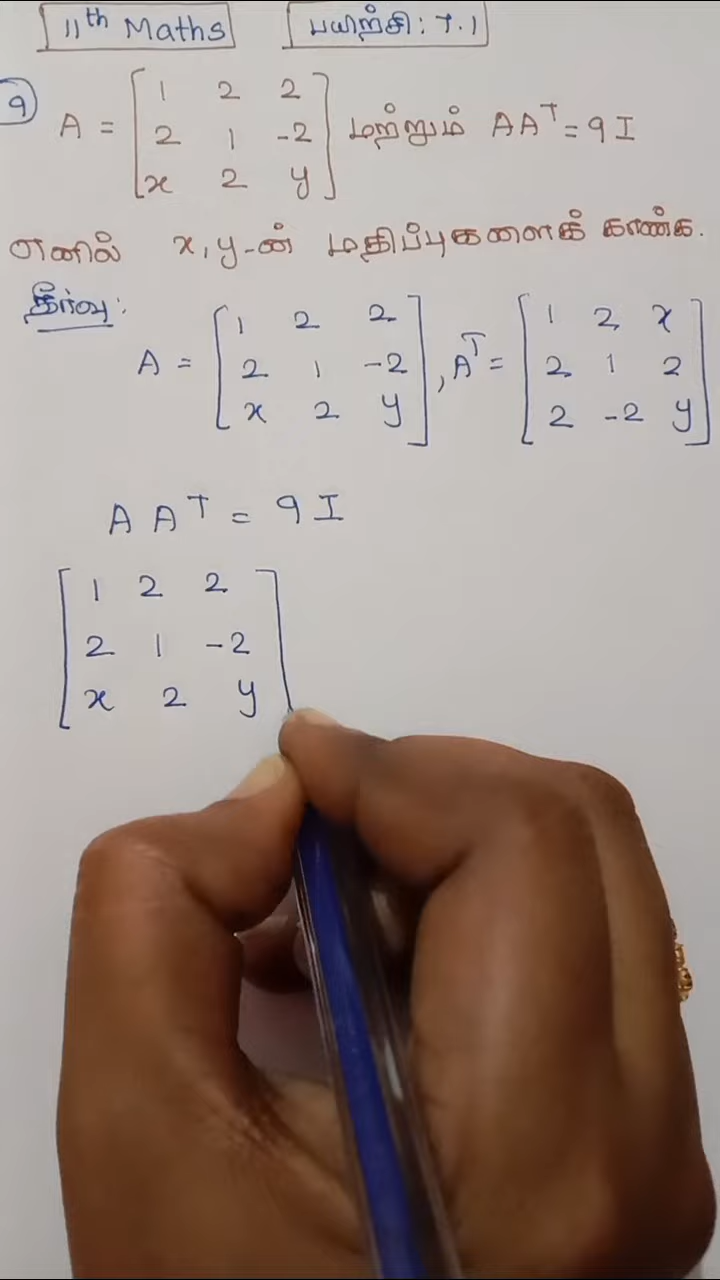 11th Maths பயிற்சி: 7.1
9 A = [1 2 2
2 1 -2
x 2 y] மற்றும் AAᵀ = 9I
எனில் x, y-ன் மதிப்புகளைக் காண்க.
தீர்வு:
A = [1 2 2
2 1 -2
x 2 y], Aᵀ = [1 2 x
2 1 2
2 -2 y]
A Aᵀ = 9 I
[1 2 2
2 1 -2
x 2 y]